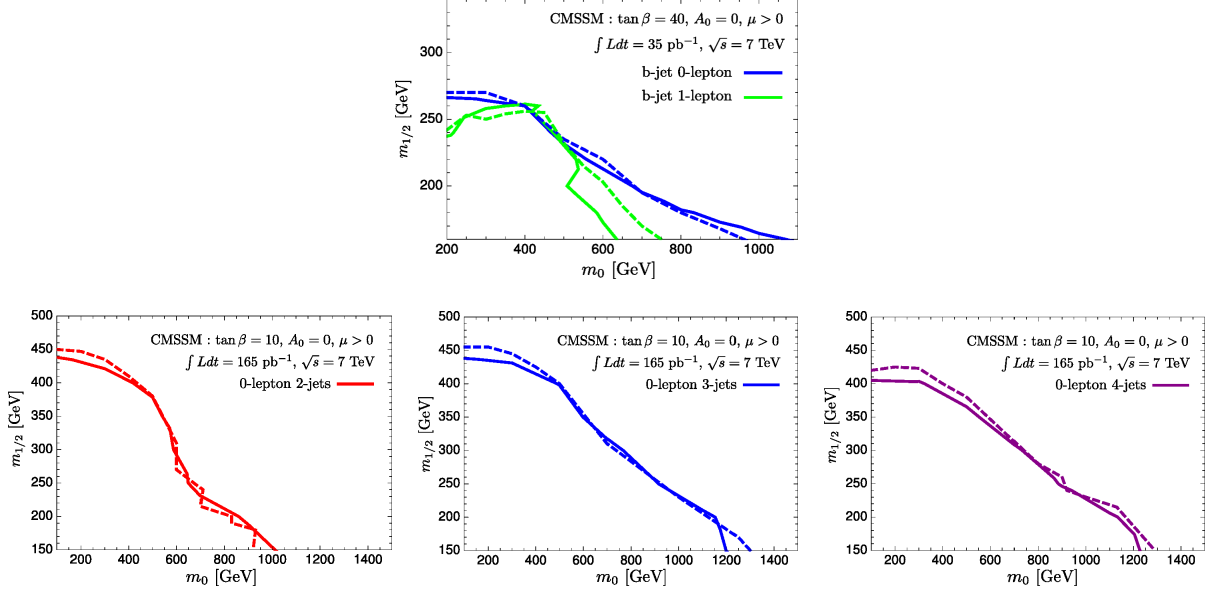 CMSSM : tan β = 40, A₀ = 0, μ > 0
∫ Ldt = 35 pb⁻¹, √s = 7 TeV
b-jet 0-lepton
b-jet 1-lepton
m₁/₂ [GeV]
300
250
200
200 400 600 800 1000
m₀ [GeV]
CMSSM : tan β = 10, A₀ = 0, μ > 0
∫ Ldt = 165 pb⁻¹, √s = 7 TeV
0-lepton 2-jets
m₁/₂ [GeV]
500
450
400
350
300
250
200
150
200 400 600 800 1000 1200 1400
m₀ [GeV]
CMSSM : tan β = 10, A₀ = 0, μ > 0
∫ Ldt = 165 pb⁻¹, √s = 7 TeV
0-lepton 3-jets
m₁/₂ [GeV]
500
450
400
350
300
250
200
150
200 400 600 800 1000 1200 1400
m₀ [GeV]
CMSSM : tan β = 10, A₀ = 0, μ > 0
∫ Ldt = 165 pb⁻¹, √s = 7 TeV
0-lepton 4-jets
m₁/₂ [GeV]
500
450
400
350
300
250
200
150
200 400 600 800 1000 1200 1400
m₀ [GeV]